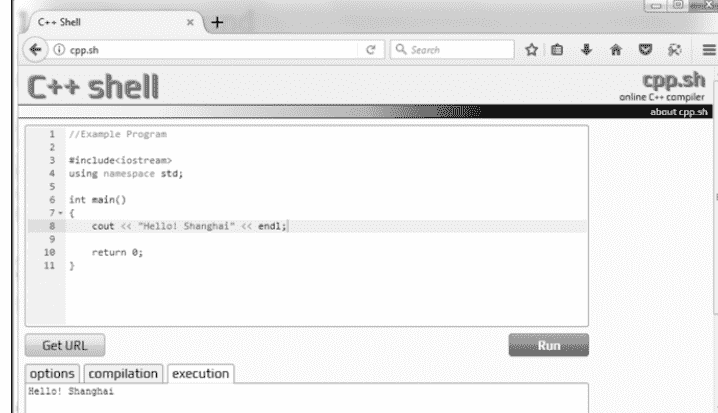 C++ Shell
cpp.sh
Search
C++ shell
cpp.sh
online C++ compiler
about cpp.sh
1 //Example Program
2
3 #include<iostream>
4 using namespace std;
5
6 int main()
7 {
8 cout << "Hello! Shanghai" << endl;
9
10 return 0;
11 }
Get URL
Run
options compilation execution
Hello! Shanghai